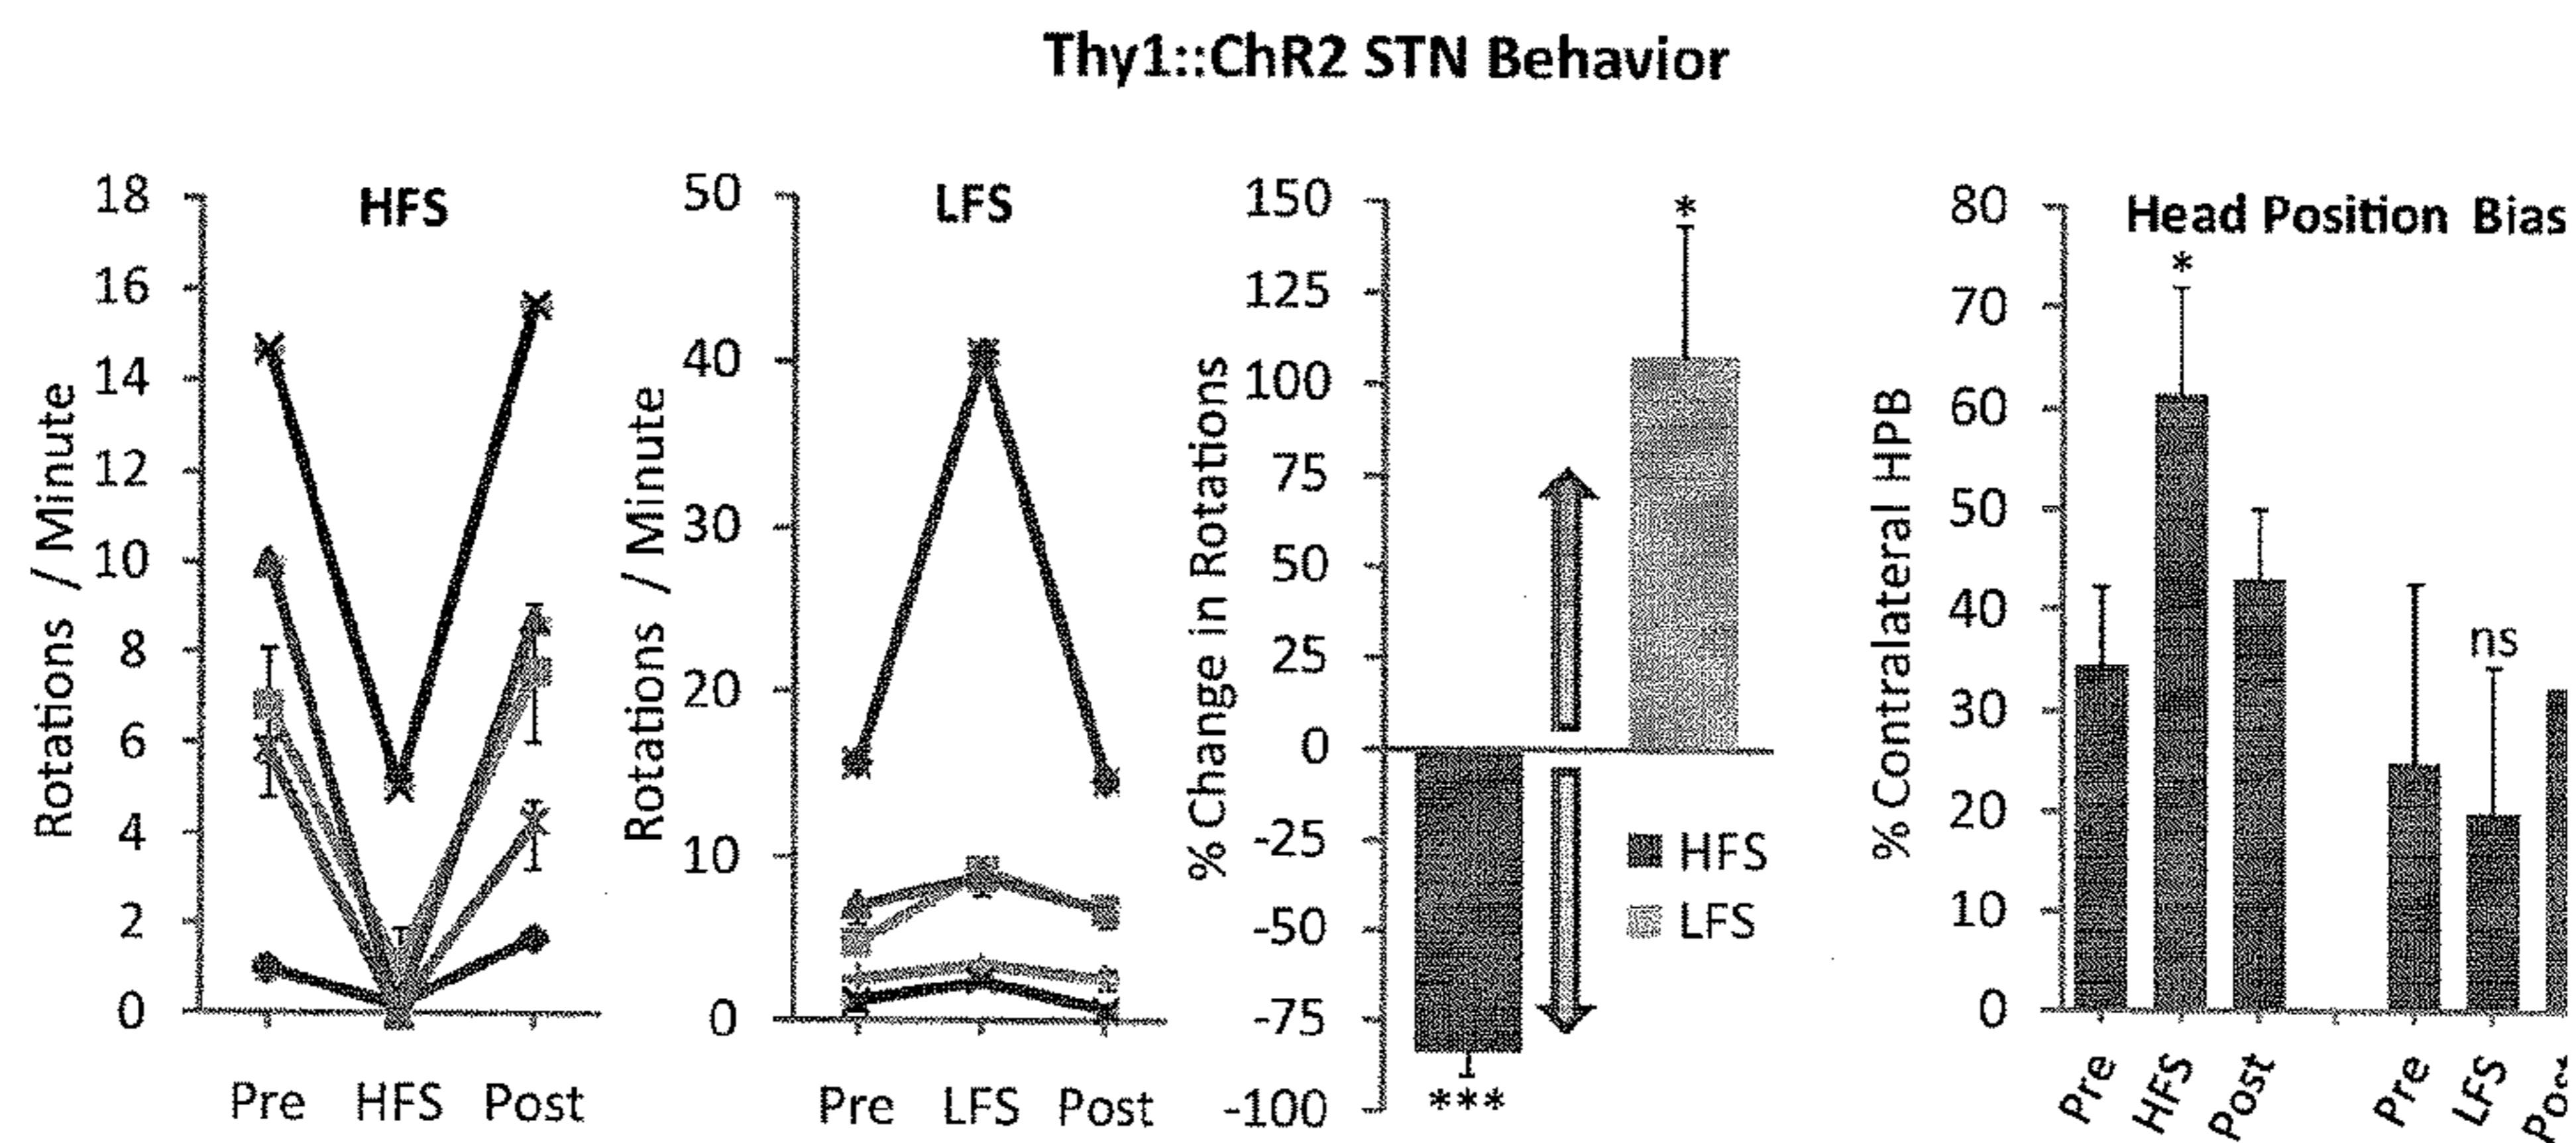 Thy1::ChR2 STN Behavior
HFS
Rotations / Minute
18
16
14
12
10
8
6
4
2
0
Pre HFS Post
LFS
Rotations / Minute
50
40
30
20
10
0
Pre LFS Post
% Change in Rotations
150
125
100
75
50
25
0
-25
-50
-75
-100
*
***
HFS
LFS
Head Position Bias
% Contralateral HPB
80
70
60
50
40
30
20
10
0
*
ns
Pre
HFS
Post
Pre
LFS